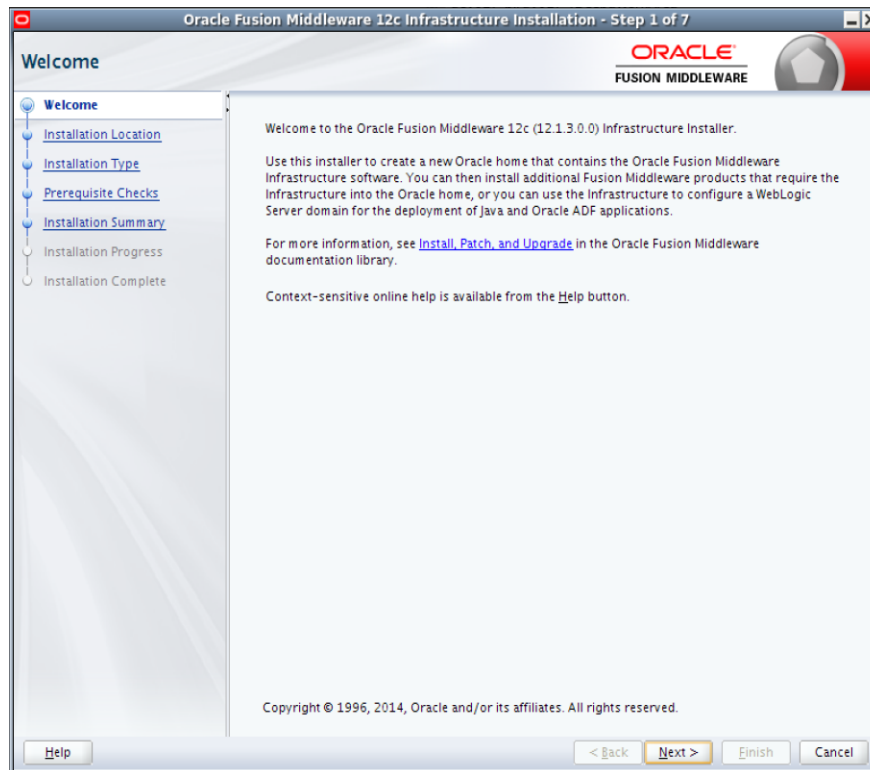 Oracle Fusion Middleware 12c Infrastructure Installation - Step 1 of 7
Welcome
ORACLE
FUSION MIDDLEWARE
Welcome
Installation Location
Installation Type
Prerequisite Checks
Installation Summary
Installation Progress
Installation Complete
Welcome to the Oracle Fusion Middleware 12c (12.1.3.0.0) Infrastructure Installer.
Use this installer to create a new Oracle home that contains the Oracle Fusion Middleware
Infrastructure software. You can then install additional Fusion Middleware products that require the
Infrastructure into the Oracle home, or you can use the Infrastructure to configure a WebLogic
Server domain for the deployment of Java and Oracle ADF applications.
For more information, see Install, Patch, and Upgrade in the Oracle Fusion Middleware
documentation library.
Context-sensitive online help is available from the Help button.
Copyright © 1996, 2014, Oracle and/or its affiliates. All rights reserved.
Help
< Back
Next >
Finish
Cancel